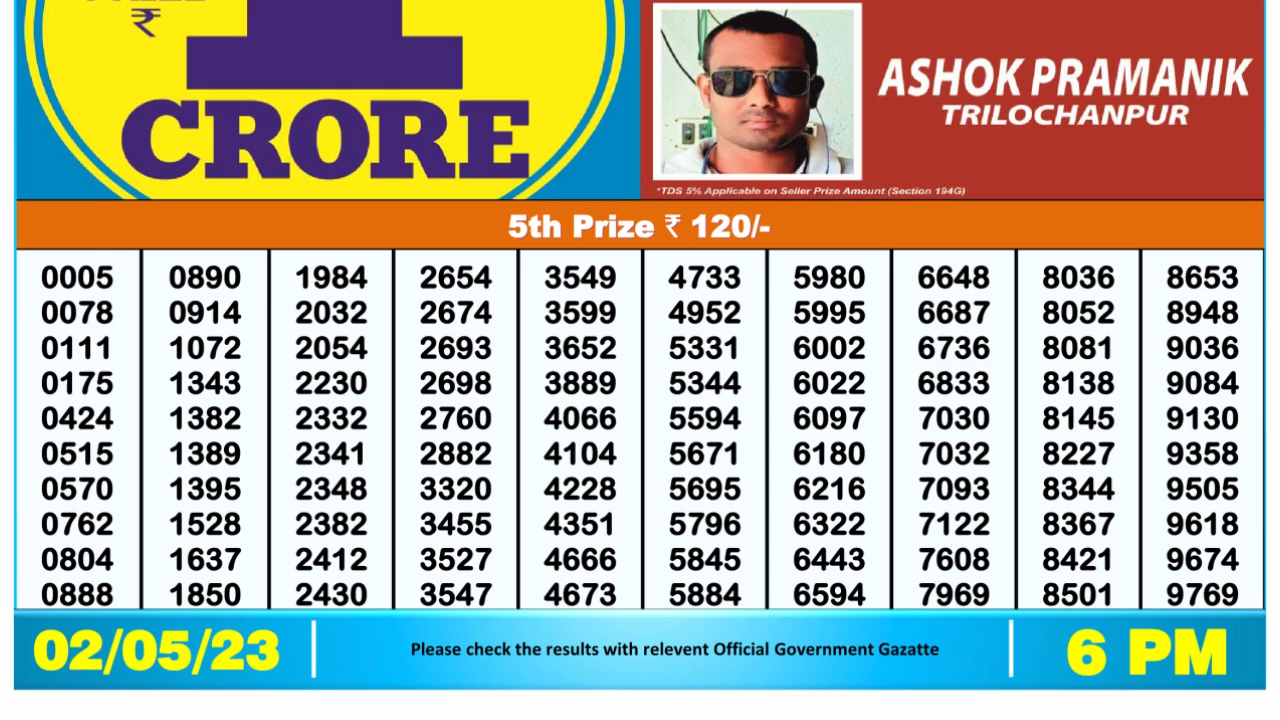 ₹
CRORE
ASHOK PRAMANIK
TRILOCHANPUR
*TDS 5% Applicable on Seller Prize Amount (Section 194G)
5th Prize ₹ 120/-
0005 0890 1984 2654 3549 4733 5980 6648 8036 8653
0078 0914 2032 2674 3599 4952 5995 6687 8052 8948
0111 1072 2054 2693 3652 5331 6002 6736 8081 9036
0175 1343 2230 2698 3889 5344 6022 6833 8138 9084
0424 1382 2332 2760 4066 5594 6097 7030 8145 9130
0515 1389 2341 2882 4104 5671 6180 7032 8227 9358
0570 1395 2348 3320 4228 5695 6216 7093 8344 9505
0762 1528 2382 3455 4351 5796 6322 7122 8367 9618
0804 1637 2412 3527 4666 5845 6443 7608 8421 9674
0888 1850 2430 3547 4673 5884 6594 7969 8501 9769
02/05/23 Please check the results with relevent Official Government Gazatte 6 PM